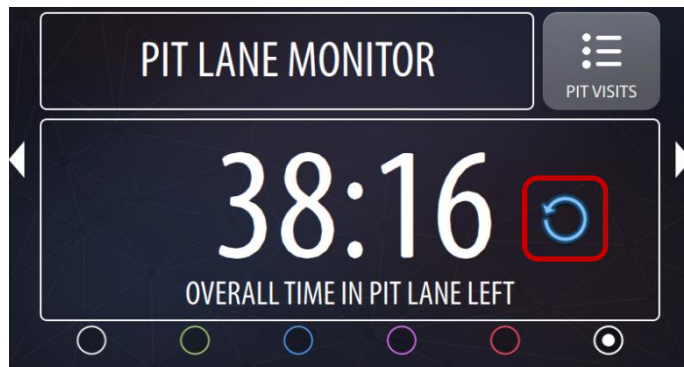 PIT LANE MONITOR
PIT VISITS
38:16
OVERALL TIME IN PIT LANE LEFT